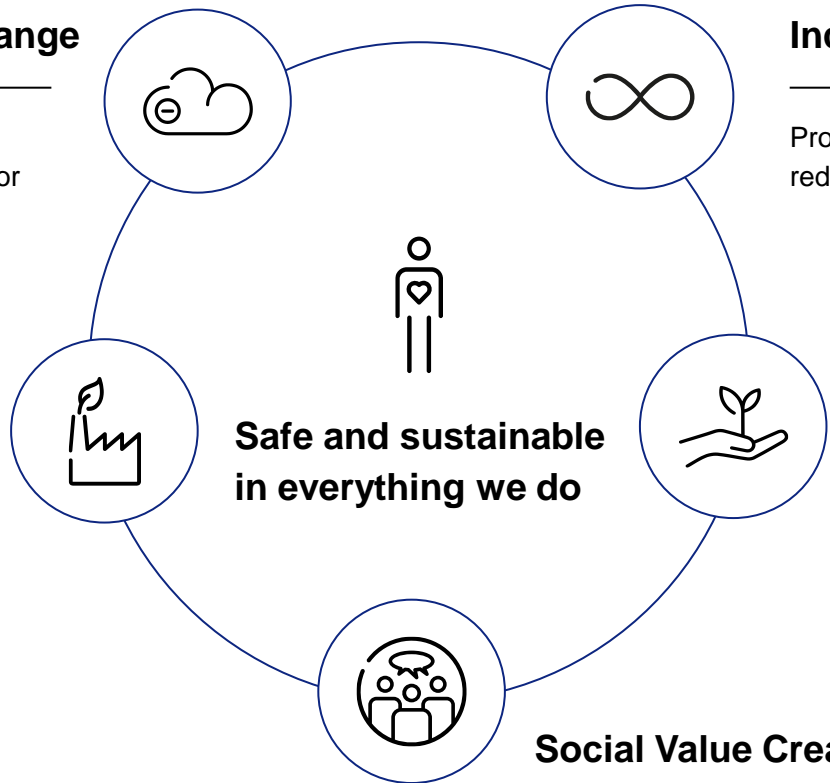 ange
Inc
Pro
or
red
Safe and sustainable
in everything we do
Social Value Crea